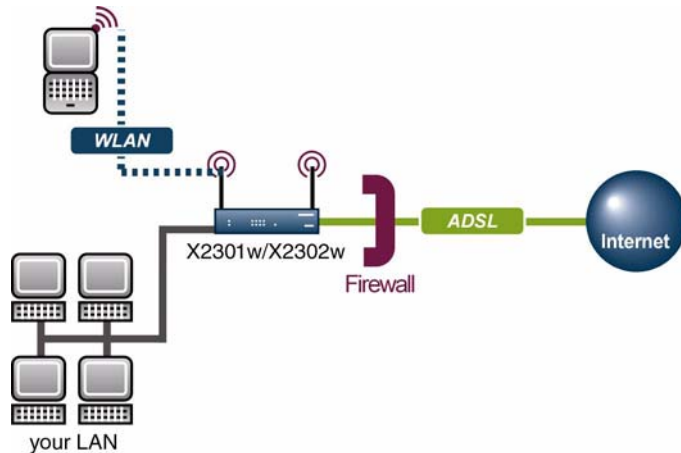 WLAN
X2301w/X2302w
ADSL
Internet
Firewall
your LAN